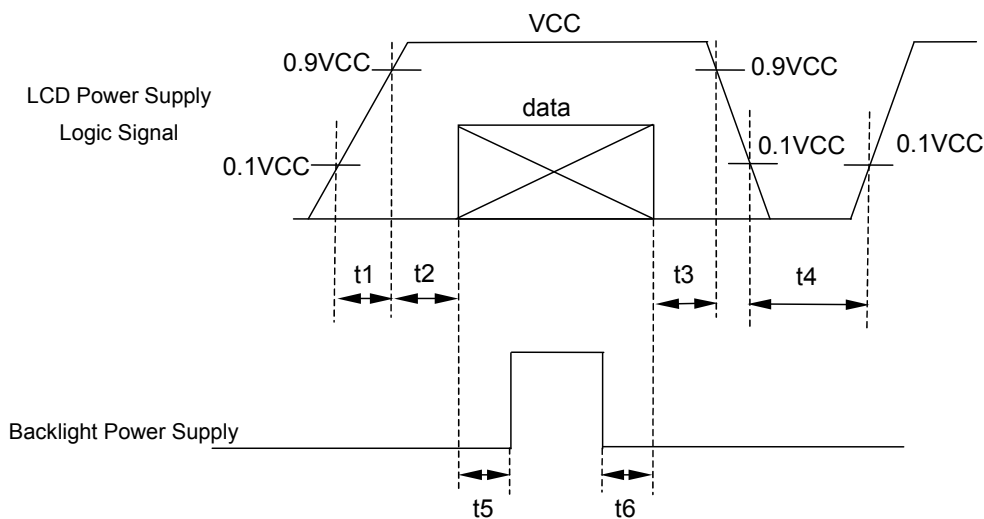 VCC
0.9VCC
0.9VCC
LCD Power Supply
Logic Signal
data
0.1VCC
0.1VCC
0.1VCC
t1
t2
t3
t4
Backlight Power Supply
t5
t6